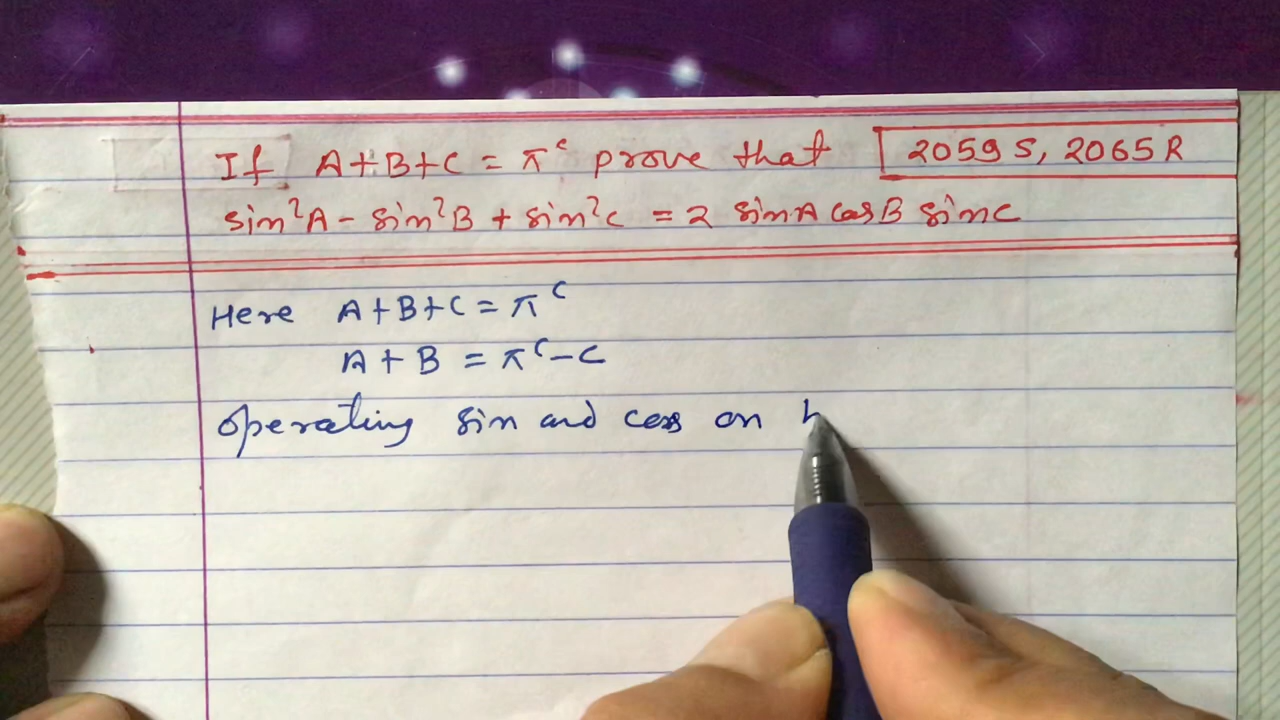 If A+B+C = π^c prove that 2059 S, 2065 R
sin²A - sin²B + sin²C = 2 sinA cosB sinC
Here A+B+C = π^c
A + B = π^c - C
operating sin and cos on